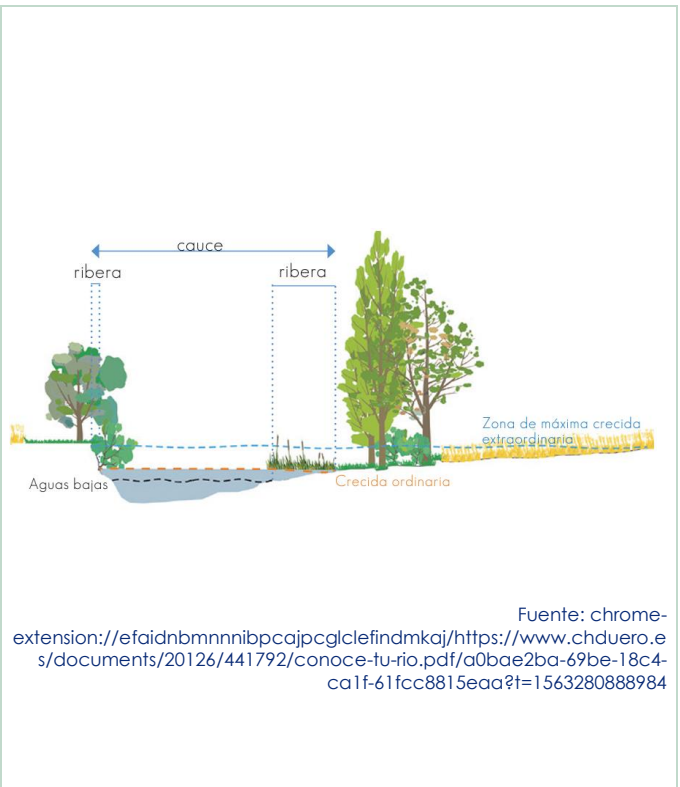 cauce
ribera
ribera
Zona de máxima crecida
extraordinaria
Aguas bajas
Crecida ordinaria
Fuente: chrome-
extension://efaidnbmnnnibpcajpcglclefindmkaj/https://www.chduero.e
s/documents/20126/441792/conoce-tu-rio.pdf/a0bae2ba-69be-18c4-
ca1f-61fcc8815eaa?t=1563280888984